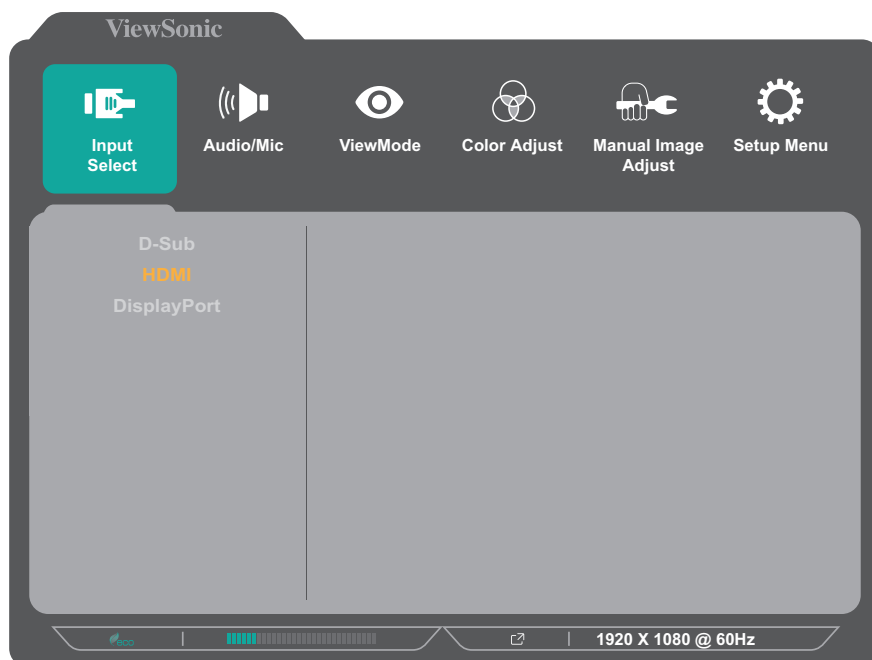 ViewSonic
Input
Select
Audio/Mic
ViewMode
Color Adjust
Manual Image
Adjust
Setup Menu
D-Sub
HDMI
DisplayPort
eco
1920 X 1080 @ 60Hz